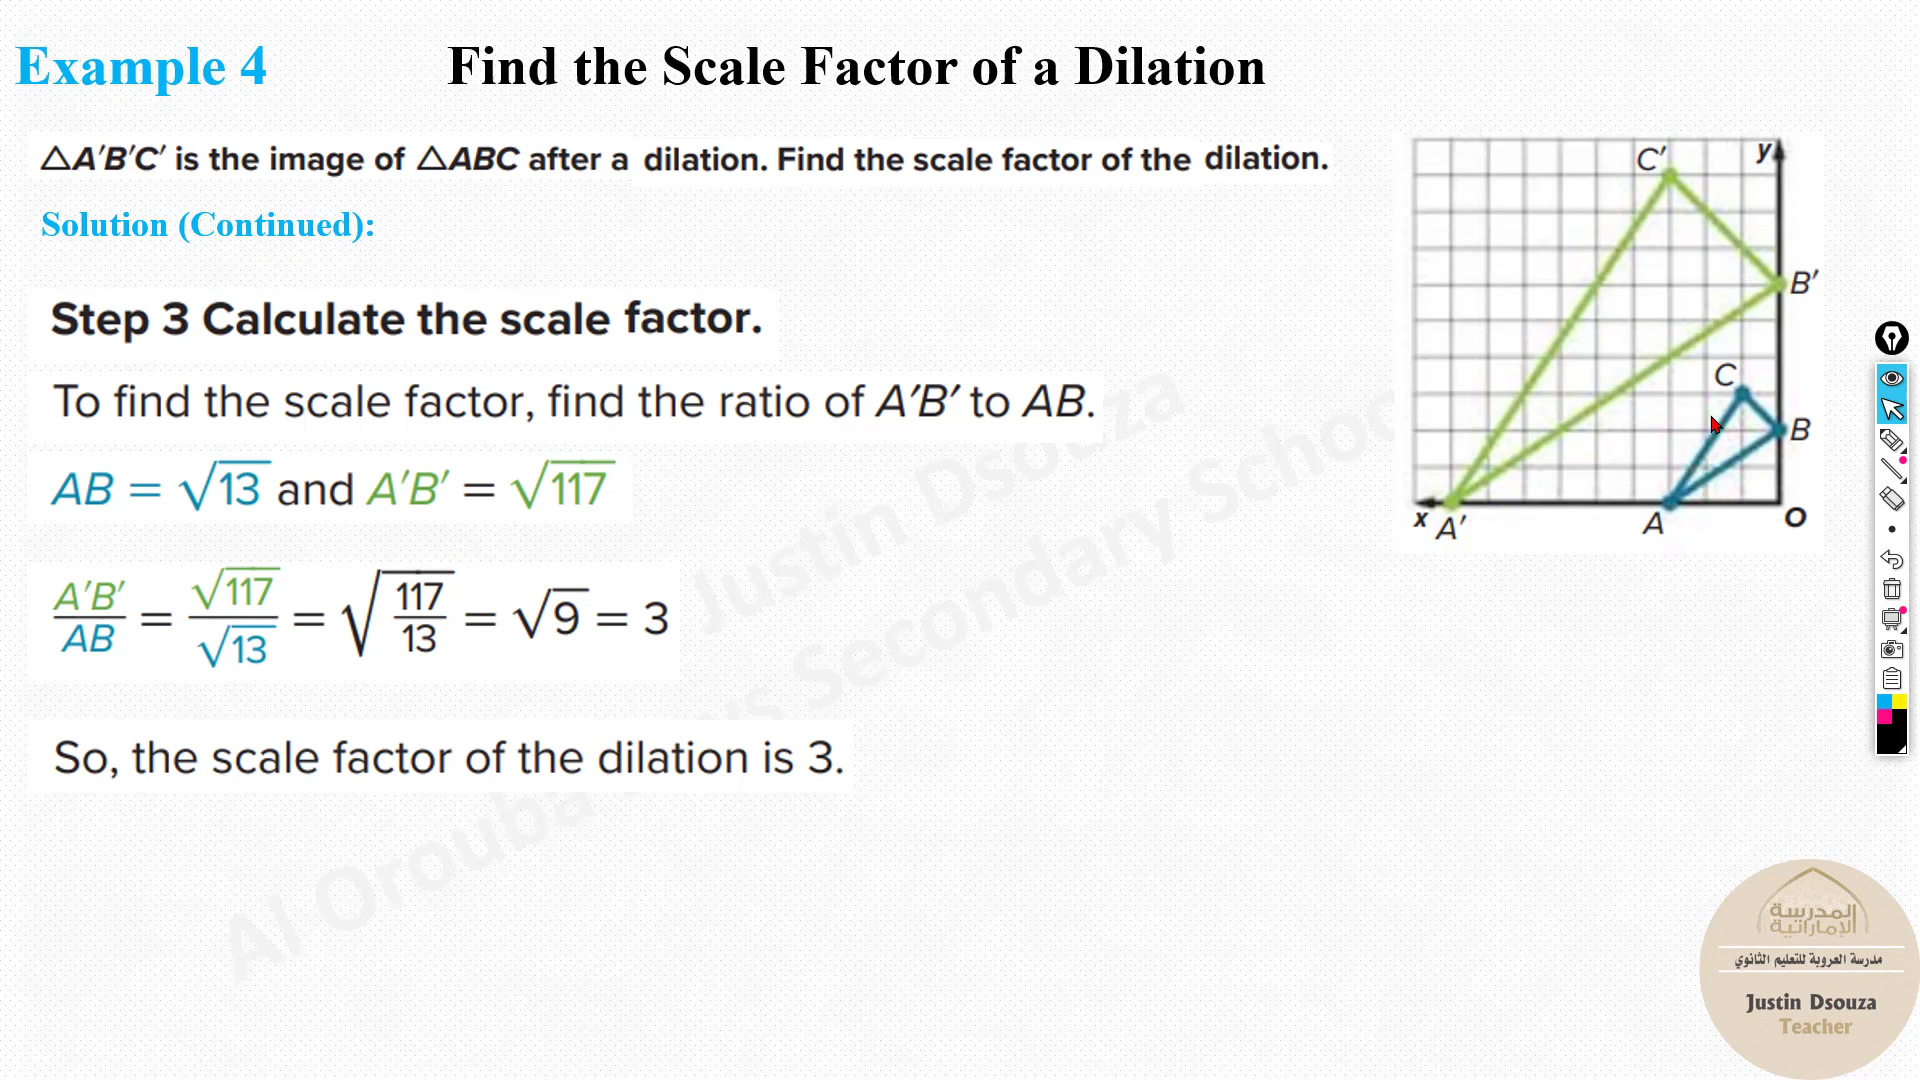 Example 4 Find the Scale Factor of a Dilation
△A′B′C′ is the image of △ABC after a dilation. Find the scale factor of the dilation.
Solution (Continued):
Step 3 Calculate the scale factor.
To find the scale factor, find the ratio of A′B′ to AB.
AB = √13 and A′B′ = √117
A′B′/AB = √117/√13 = √(117/13) = √9 = 3
So, the scale factor of the dilation is 3.
C′ y
B′
C
B
x A′ A O
Justin Dsouza
Al Orouba Secondary School
المدرسة
الإماراتية
مدرسة العروبة للتعليم الثانوي
Justin Dsouza
Teacher